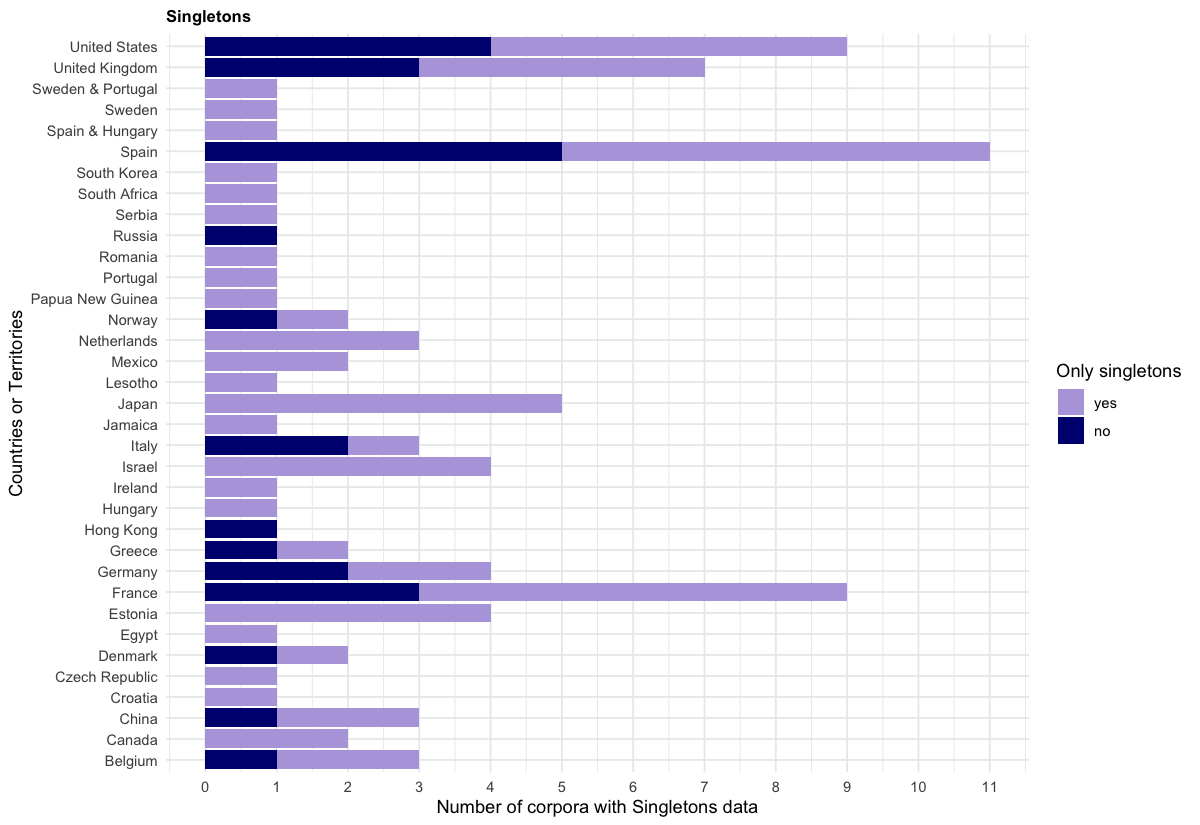 Singletons
Countries or Territories
United States
United Kingdom
Sweden & Portugal
Sweden
Spain & Hungary
Spain
South Korea
South Africa
Serbia
Russia
Romania
Portugal
Papua New Guinea
Norway
Netherlands
Mexico
Lesotho
Japan
Jamaica
Italy
Israel
Ireland
Hungary
Hong Kong
Greece
Germany
France
Estonia
Egypt
Denmark
Czech Republic
Croatia
China
Canada
Belgium
0 1 2 3 4 5 6 7 8 9 10 11
Number of corpora with Singletons data
Only singletons
yes
no